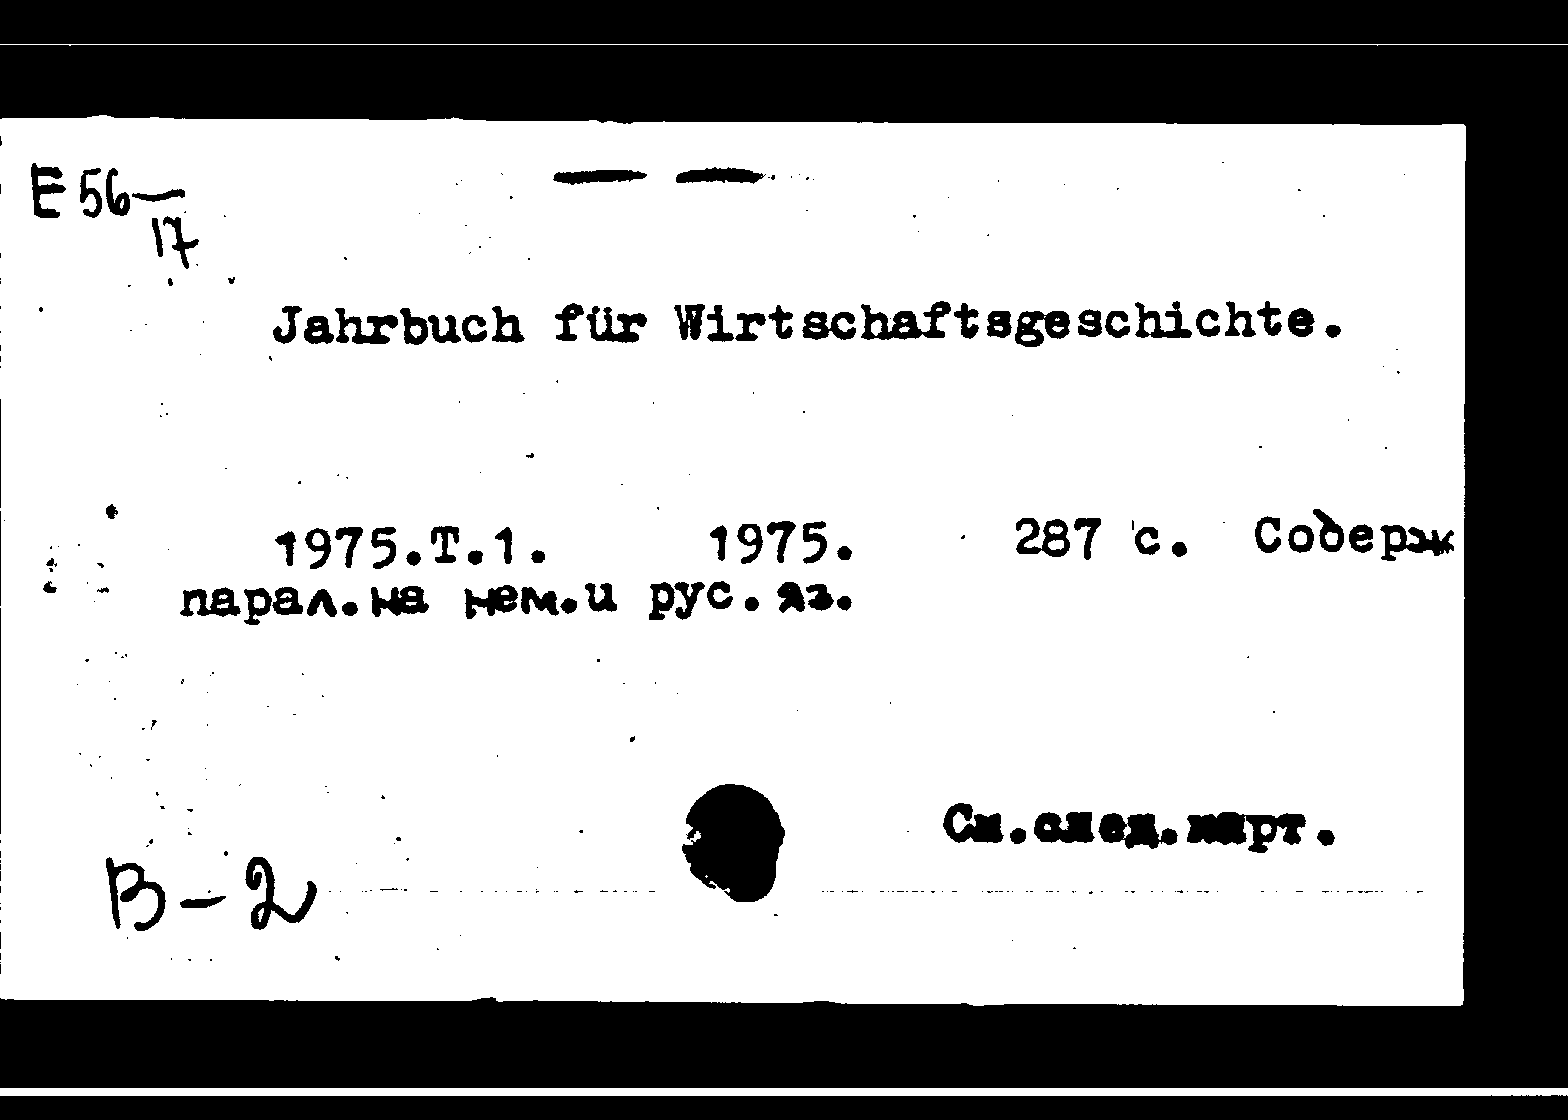 E 56—
17
Jahrbuch für Wirtschaftsgeschichte.
1975.Т.1. 1975. 287 с. Содерж
парал.на нем.и рус.яз.
См.след.карт.
В-2